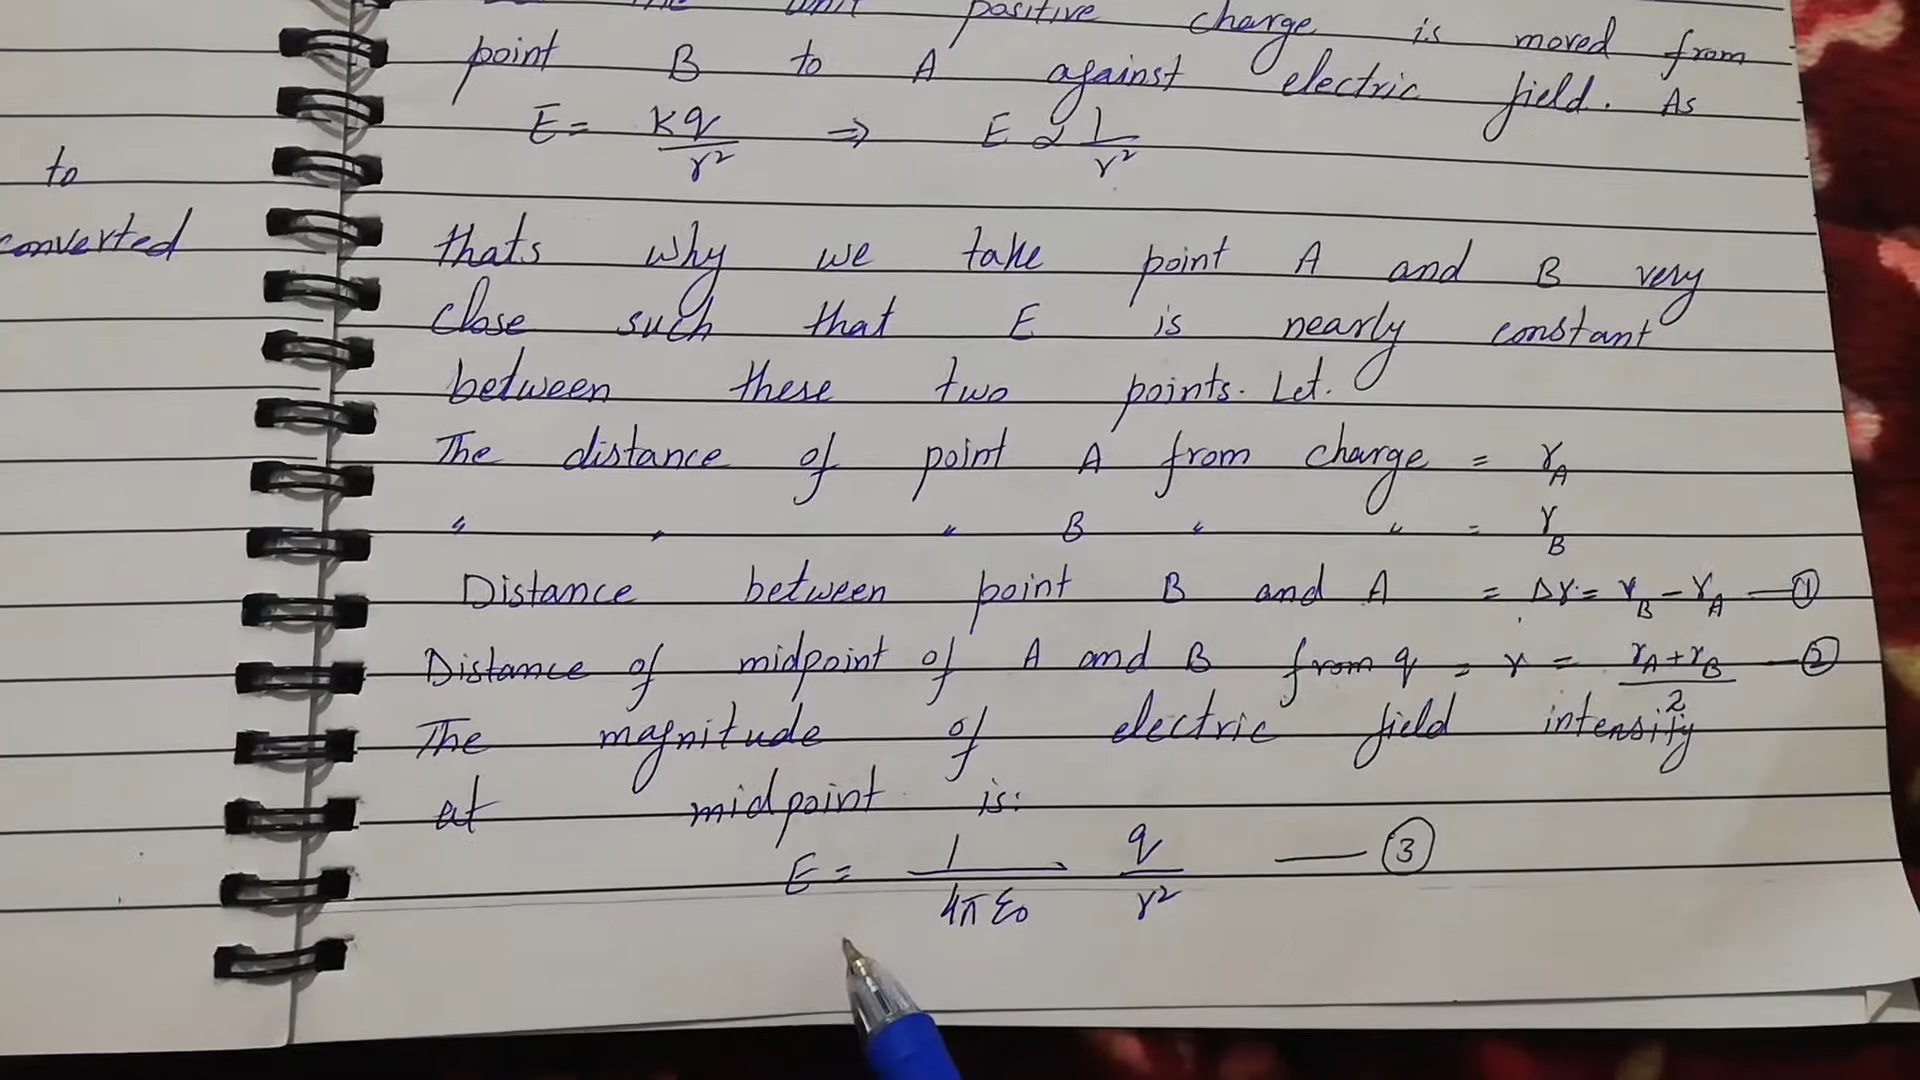 to
converted
the unit positive charge is moved from
point B to A against electric field. As
E = Kq/r² ⇒ E ∝ 1/r²
thats why we take point A and B very
close such that E is nearly constant
between these two points. Let.
The distance of point A from charge = r_A
" " " B " " = r_B
Distance between point B and A = Δr = r_B − r_A — ①
Distance of midpoint of A and B from q = r = (r_A + r_B)/2 — ②
The magnitude of electric field intensity
at midpoint is:
E = 1/4πε₀ q/r² — ③